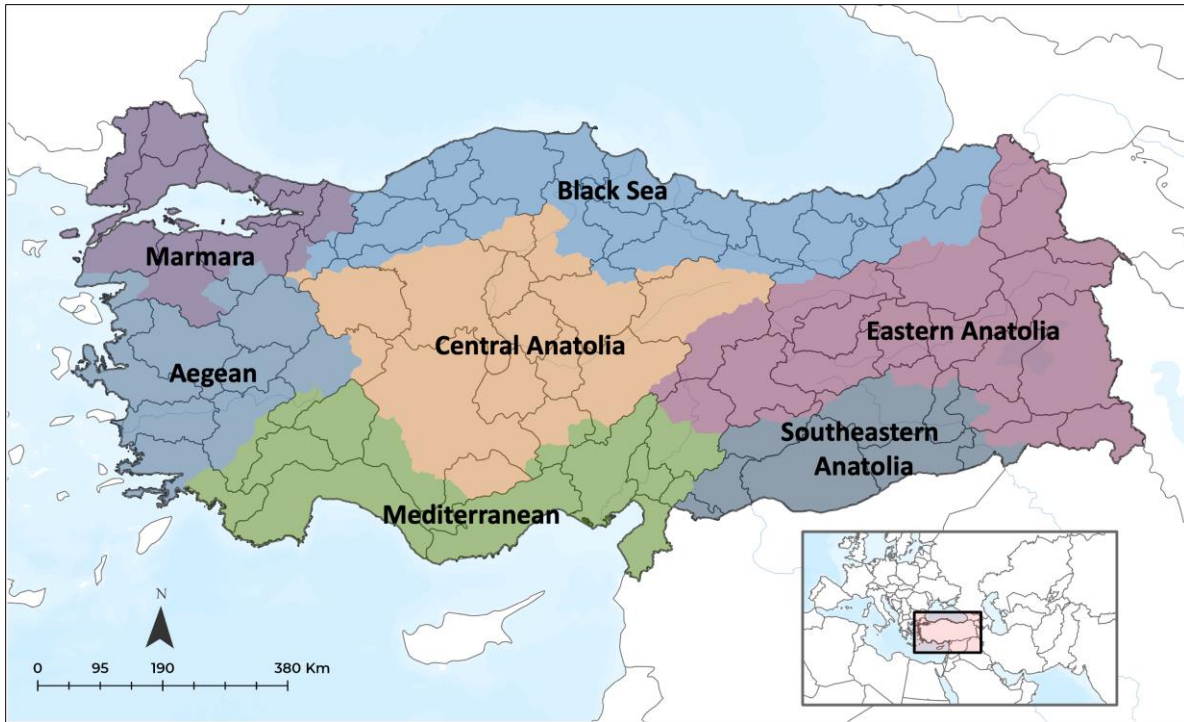 Black Sea
Marmara
Eastern Anatolia
Central Anatolia
Aegean
Southeastern
Anatolia
Mediterranean
N
0 95 190 380 Km